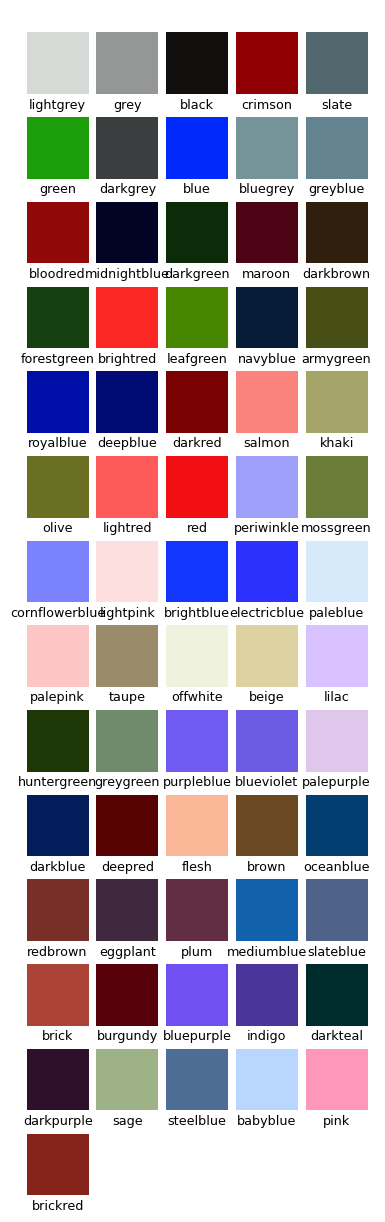 lightgrey grey black crimson slate
green darkgrey blue bluegrey greyblue
bloodred midnightblue darkgreen maroon darkbrown
forestgreen brightred leafgreen navyblue armygreen
royalblue deepblue darkred salmon khaki
olive lightred red periwinkle mossgreen
cornflowerblue lightpink brightblue electricblue paleblue
palepink taupe offwhite beige lilac
huntergreen greygreen purpleblue blueviolet palepurple
darkblue deepred flesh brown oceanblue
redbrown eggplant plum mediumblue slateblue
brick burgundy bluepurple indigo darkteal
darkpurple sage steelblue babyblue pink
brickred